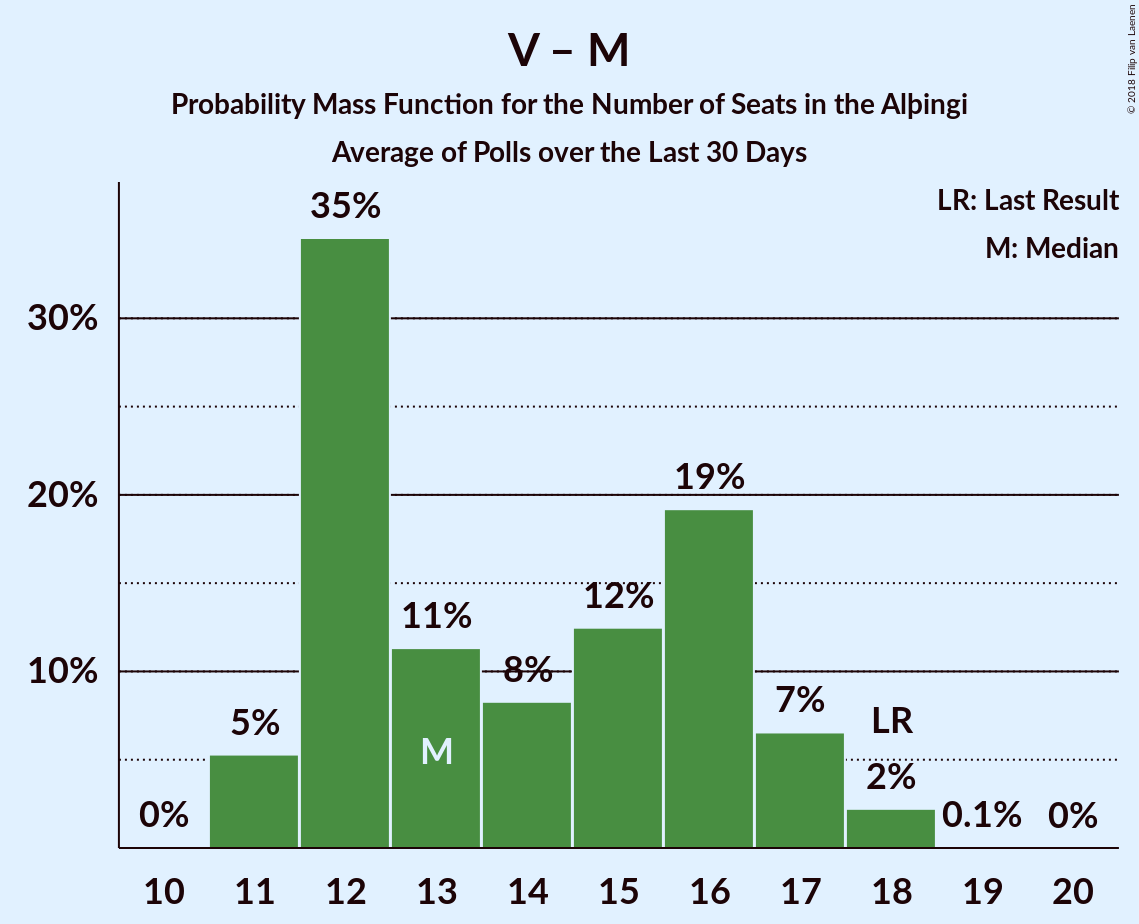 V – M
Probability Mass Function for the Number of Seats in the Alþingi
Average of Polls over the Last 30 Days
© 2018 Filip van Laenen
LR: Last Result
M: Median
30%
20%
10%
0%
5%
35%
11%
M
8%
12%
19%
7%
LR
2%
0.1%
0%
10 11 12 13 14 15 16 17 18 19 20